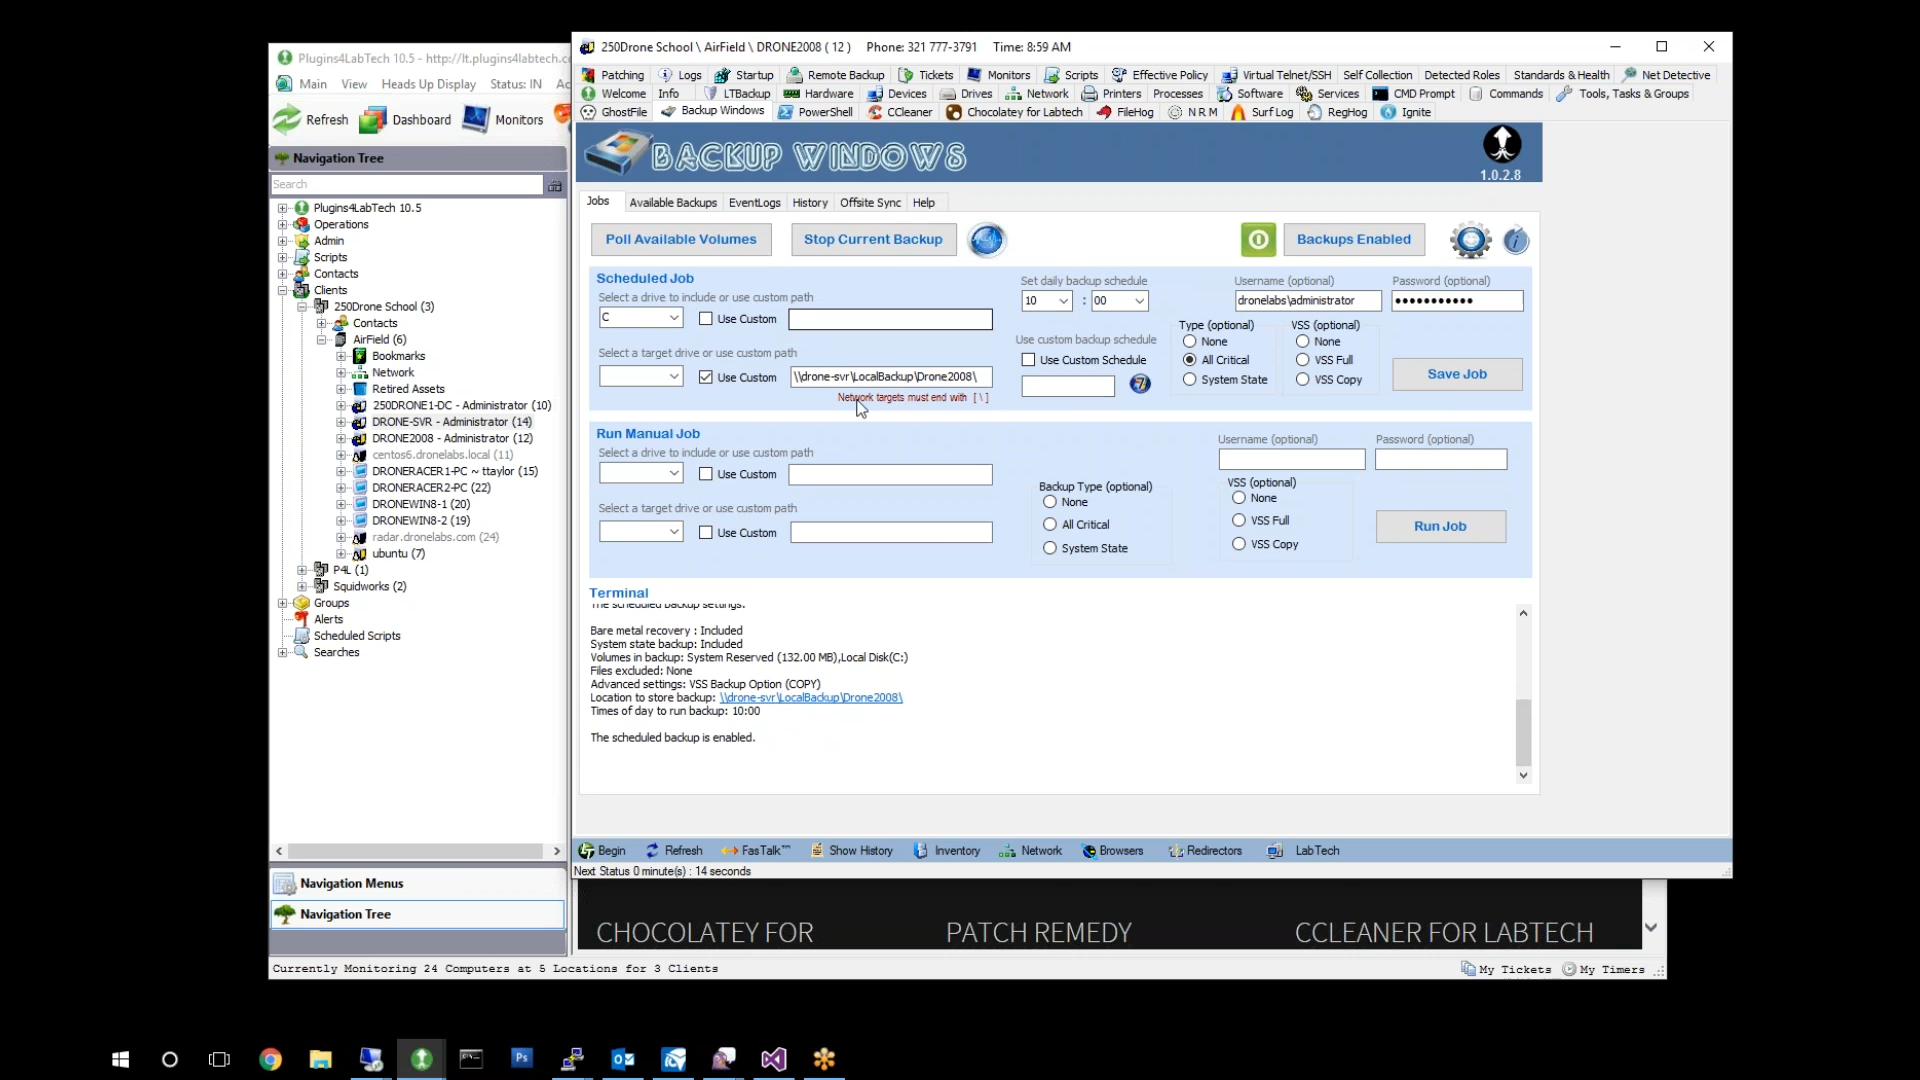 Plugins4LabTech 10.5 - http://lt.plugins4labtech.c
Main View Heads Up Display Status: IN Ac
Refresh Dashboard Monitors
Navigation Tree
Search
Plugins4LabTech 10.5
Operations
Admin
Scripts
Contacts
Clients
250Drone School (3)
Contacts
AirField (6)
Bookmarks
Network
Retired Assets
250DRONE1-DC - Administrator (10)
DRONE-SVR - Administrator (14)
DRONE2008 - Administrator (12)
centos6.dronelabs.local (11)
DRONERACER1-PC ~ ttaylor (15)
DRONERACER2-PC (22)
DRONEWIN8-1 (20)
DRONEWIN8-2 (19)
radar.dronelabs.com (24)
ubuntu (7)
P4L (1)
Squidworks (2)
Groups
Alerts
Scheduled Scripts
Searches
Navigation Menus
Navigation Tree
250Drone School \ AirField \ DRONE2008 ( 12 ) Phone: 321 777-3791 Time: 8:59 AM
Patching Logs Startup Remote Backup Tickets Monitors Scripts Effective Policy Virtual Telnet/SSH Self Collection Detected Roles Standards & Health Net Detective
Welcome Info LTBackup Hardware Devices Drives Network Printers Processes Software Services CMD Prompt Commands Tools, Tasks & Groups
GhostFile Backup Windows PowerShell CCleaner Chocolatey for Labtech FileHog N R M Surf Log RegHog Ignite
BACKUP WINDOWS
1.0.2.8
Jobs Available Backups EventLogs History Offsite Sync Help
Poll Available Volumes Stop Current Backup Backups Enabled
Scheduled Job
Select a drive to include or use custom path
C Use Custom
Select a target drive or use custom path
Use Custom \\drone-svr\LocalBackup\Drone2008\
Network targets must end with [ \ ]
Set daily backup schedule
10 : 00
Use custom backup schedule
Use Custom Schedule
Username (optional) Password (optional)
dronelabs\administrator ●●●●●●●●●●●
Type (optional) VSS (optional)
None None
All Critical VSS Full
System State VSS Copy
Save Job
Run Manual Job
Select a drive to include or use custom path
Use Custom
Select a target drive or use custom path
Use Custom
Backup Type (optional)
None
All Critical
System State
Username (optional) Password (optional)
VSS (optional)
None
VSS Full
VSS Copy
Run Job
Terminal
The scheduled backup settings:
Bare metal recovery : Included
System state backup: Included
Volumes in backup: System Reserved (132.00 MB),Local Disk(C:)
Files excluded: None
Advanced settings: VSS Backup Option (COPY)
Location to store backup: \\drone-svr\LocalBackup\Drone2008\
Times of day to run backup: 10:00
The scheduled backup is enabled.
Begin Refresh FasTalk™ Show History Inventory Network Browsers Redirectors LabTech
Next Status 0 minute(s) : 14 seconds
CHOCOLATEY FOR PATCH REMEDY CCLEANER FOR LABTECH
Currently Monitoring 24 Computers at 5 Locations for 3 Clients My Tickets My Timers
Ps